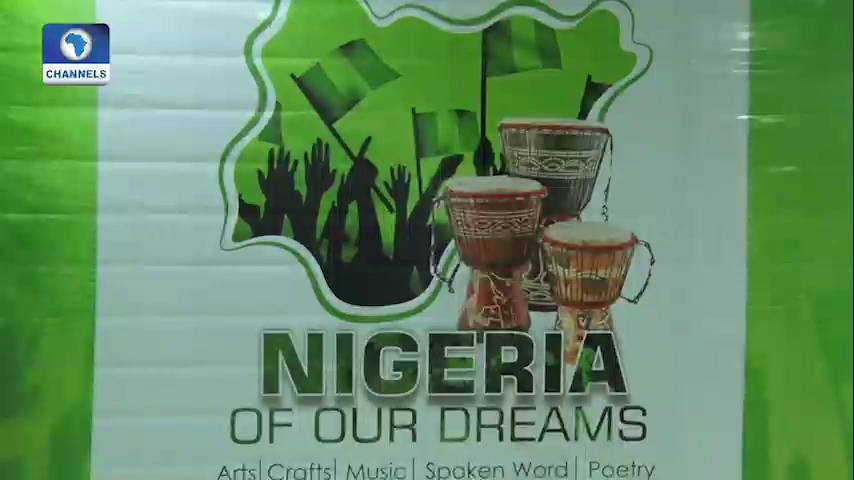 CHANNELS
NIGERIA
OF OUR DREAMS
Arts| Crafts| Music| Spoken Word| Poetry